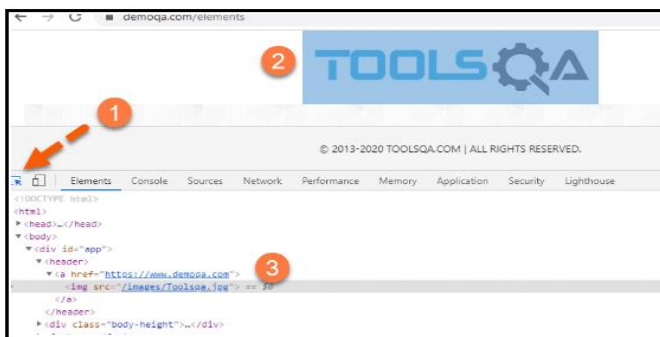 demoqa.com/elements
2
TOOLSQA
1
© 2013-2020 TOOLSQA.COM | ALL RIGHTS RESERVED.
Elements Console Sources Network Performance Memory Application Security Lighthouse
<!DOCTYPE html>
<html>
<head>…</head>
<body>
<div id="app">
<header>
<a href="https://www.demoqa.com">
3
<img src="/images/Toolsqa.jpg"> == $0
</a>
</header>
<div class="body-height">…</div>